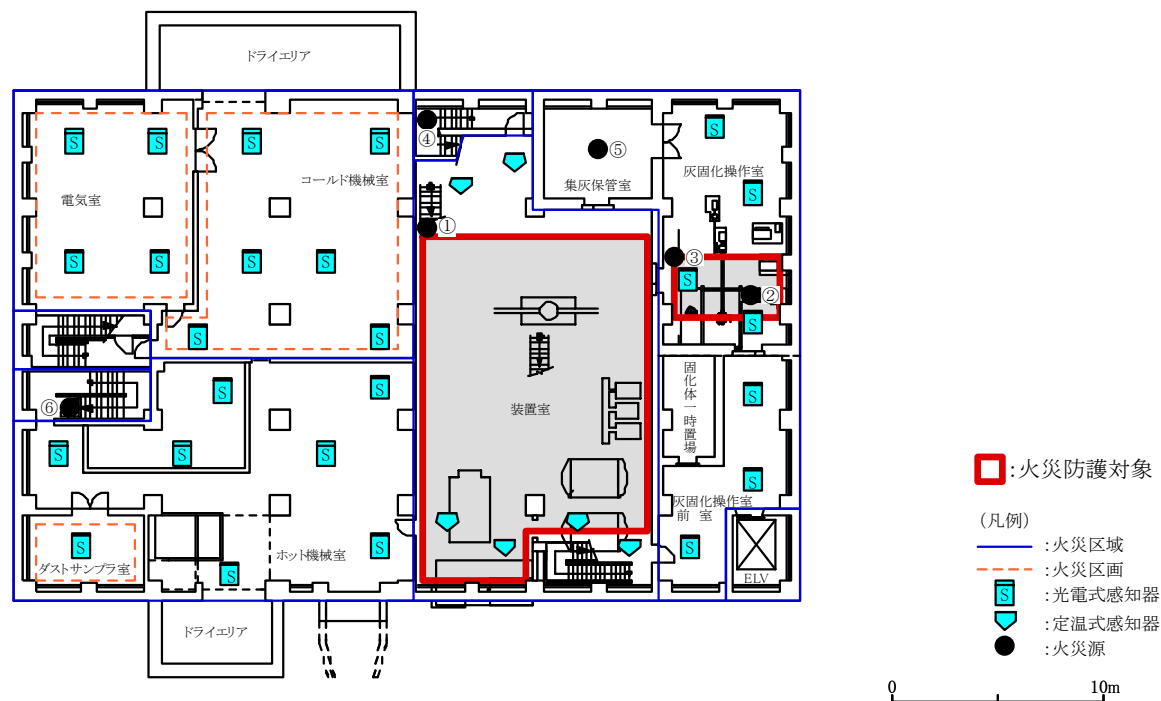 ドライエリア
S
S
S
S
④
S
⑤
コールド機械室
灰固化操作室
集灰保管室
電気室
S
①
③
S
S
S
S
S
②
S
S
S
固化体一時置場
S
S
S
⑥
装置室
S
S
S
S
灰固化操作室
前 室
S
S
S
ホット機械室
ダストサンプラ室
S
ELV
ドライエリア
:火災防護対象
(凡例)
:火災区域
:火災区画
S :光電式感知器
:定温式感知器
:火災源
0 10m